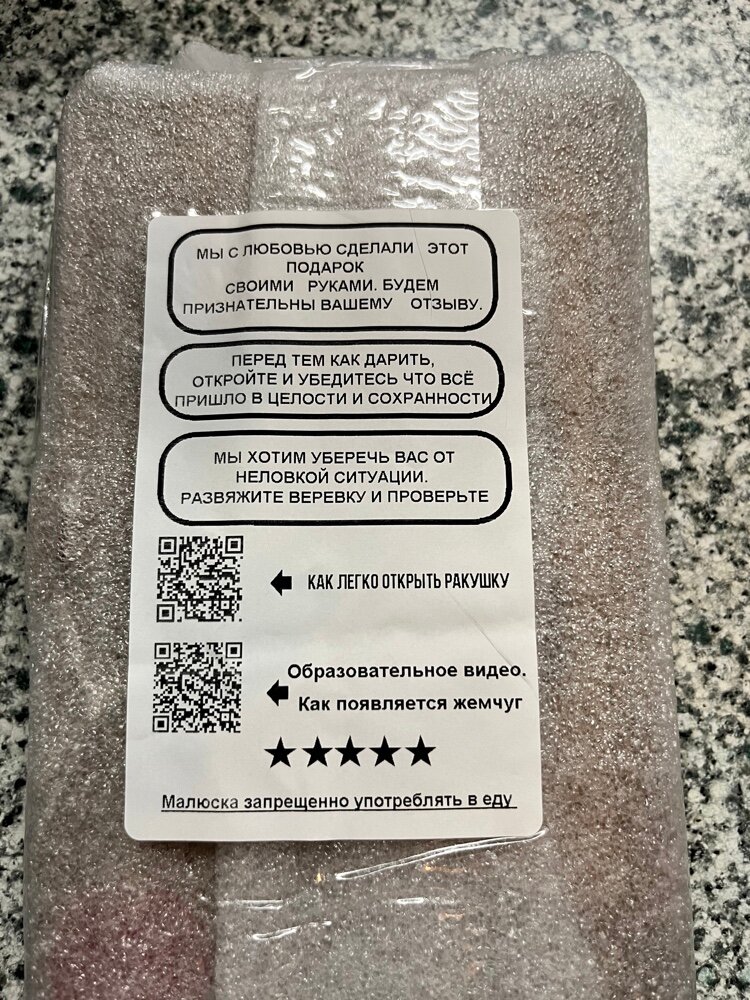 МЫ С ЛЮБОВЬЮ СДЕЛАЛИ ЭТОТ
ПОДАРОК
СВОИМИ РУКАМИ. БУДЕМ
ПРИЗНАТЕЛЬНЫ ВАШЕМУ ОТЗЫВУ.
ПЕРЕД ТЕМ КАК ДАРИТЬ,
ОТКРОЙТЕ И УБЕДИТЕСЬ ЧТО ВСЁ
ПРИШЛО В ЦЕЛОСТИ И СОХРАННОСТИ
МЫ ХОТИМ УБЕРЕЧЬ ВАС ОТ
НЕЛОВКОЙ СИТУАЦИИ.
РАЗВЯЖИТЕ ВЕРЕВКУ И ПРОВЕРЬТЕ
КАК ЛЕГКО ОТКРЫТЬ РАКУШКУ
Образовательное видео.
Как появляется жемчуг
Малюска запрещенно употреблять в еду